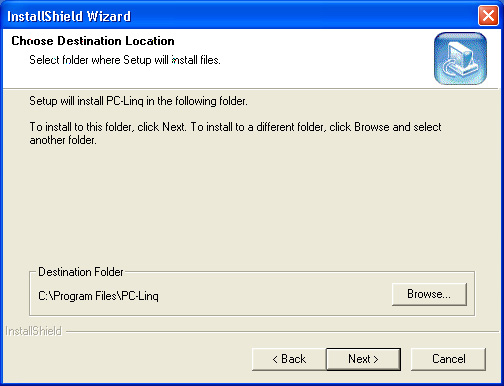 InstallShield Wizard
Choose Destination Location
Select folder where Setup will install files.
Setup will install PC-Linq in the following folder.
To install to this folder, click Next. To install to a different folder, click Browse and select
another folder.
Destination Folder
C:\Program Files\PC-Linq
Browse...
InstallShield
< Back
Next >
Cancel